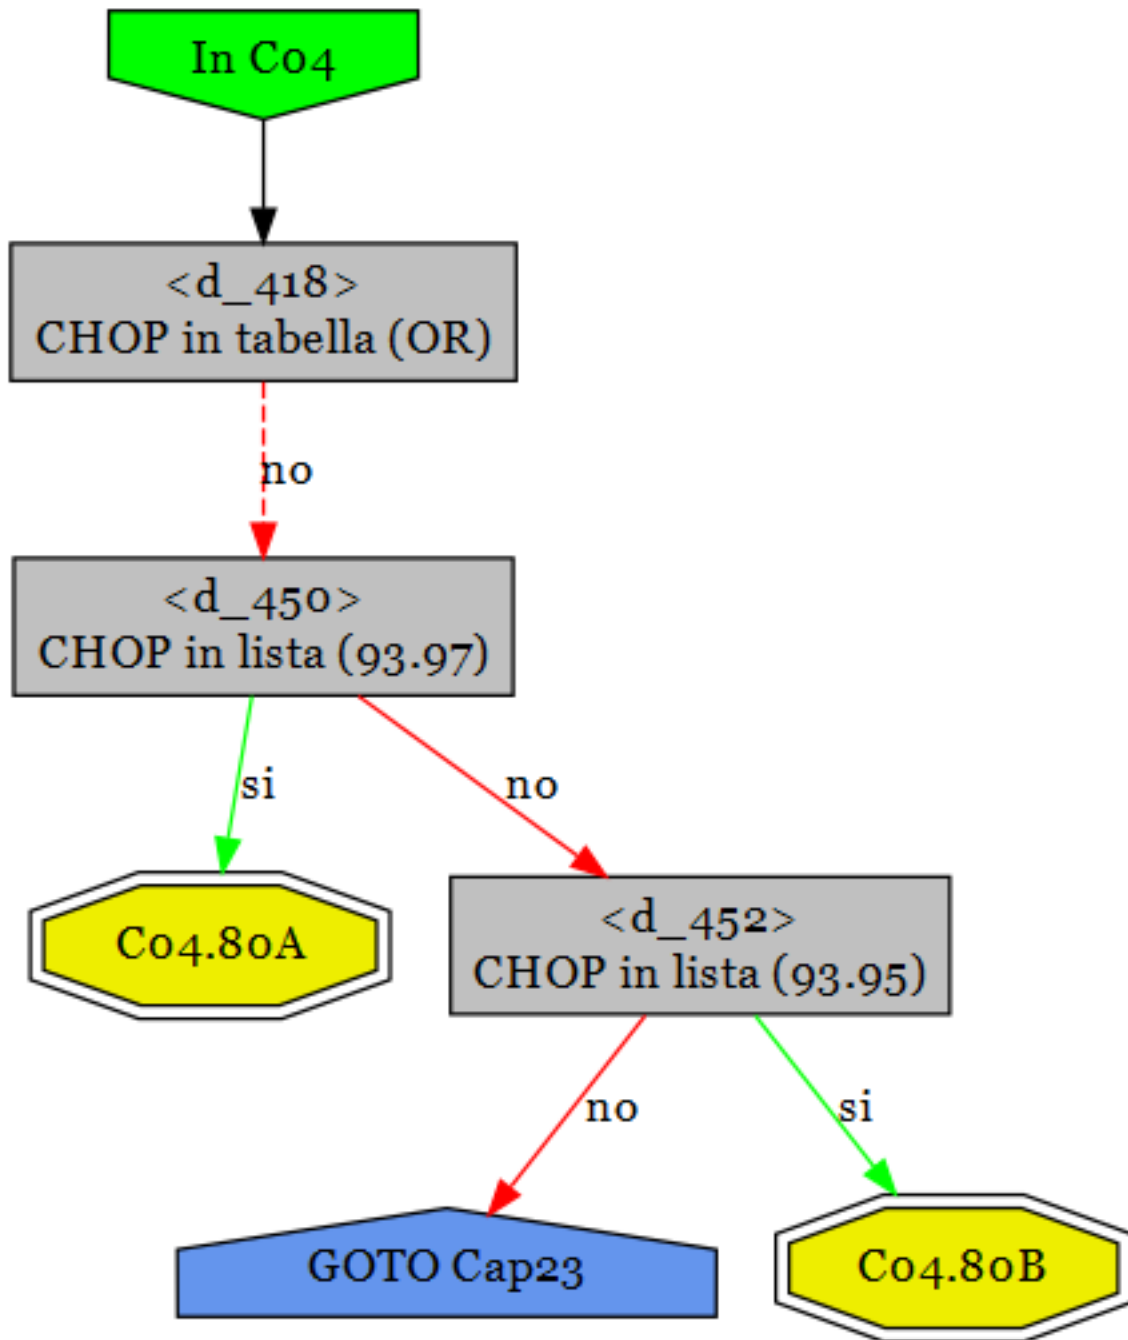 In C04
<d_418>
CHOP in tabella (OR)
no
<d_450>
CHOP in lista (93.97)
si
no
C04.80A
<d_452>
CHOP in lista (93.95)
no
si
GOTO Cap23
C04.80B